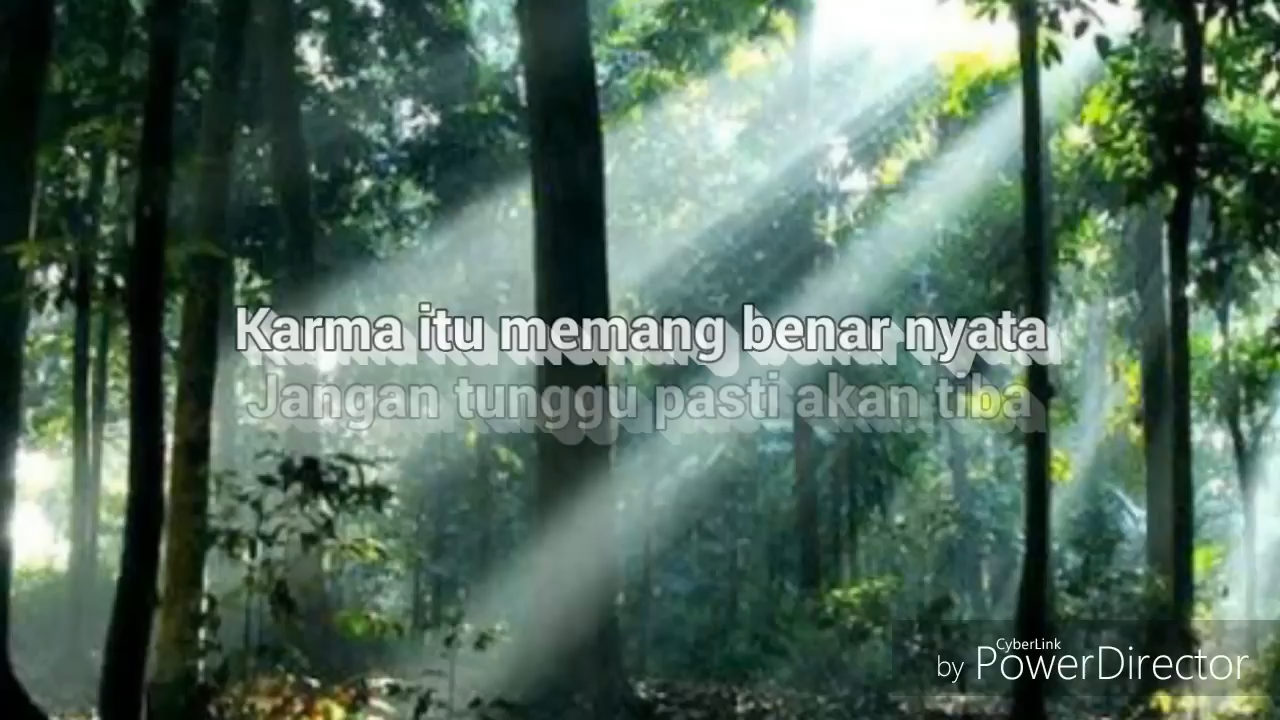 Karma itu memang benar nyata
Jangan tunggu pasti akan tiba
CyberLink
by PowerDirector